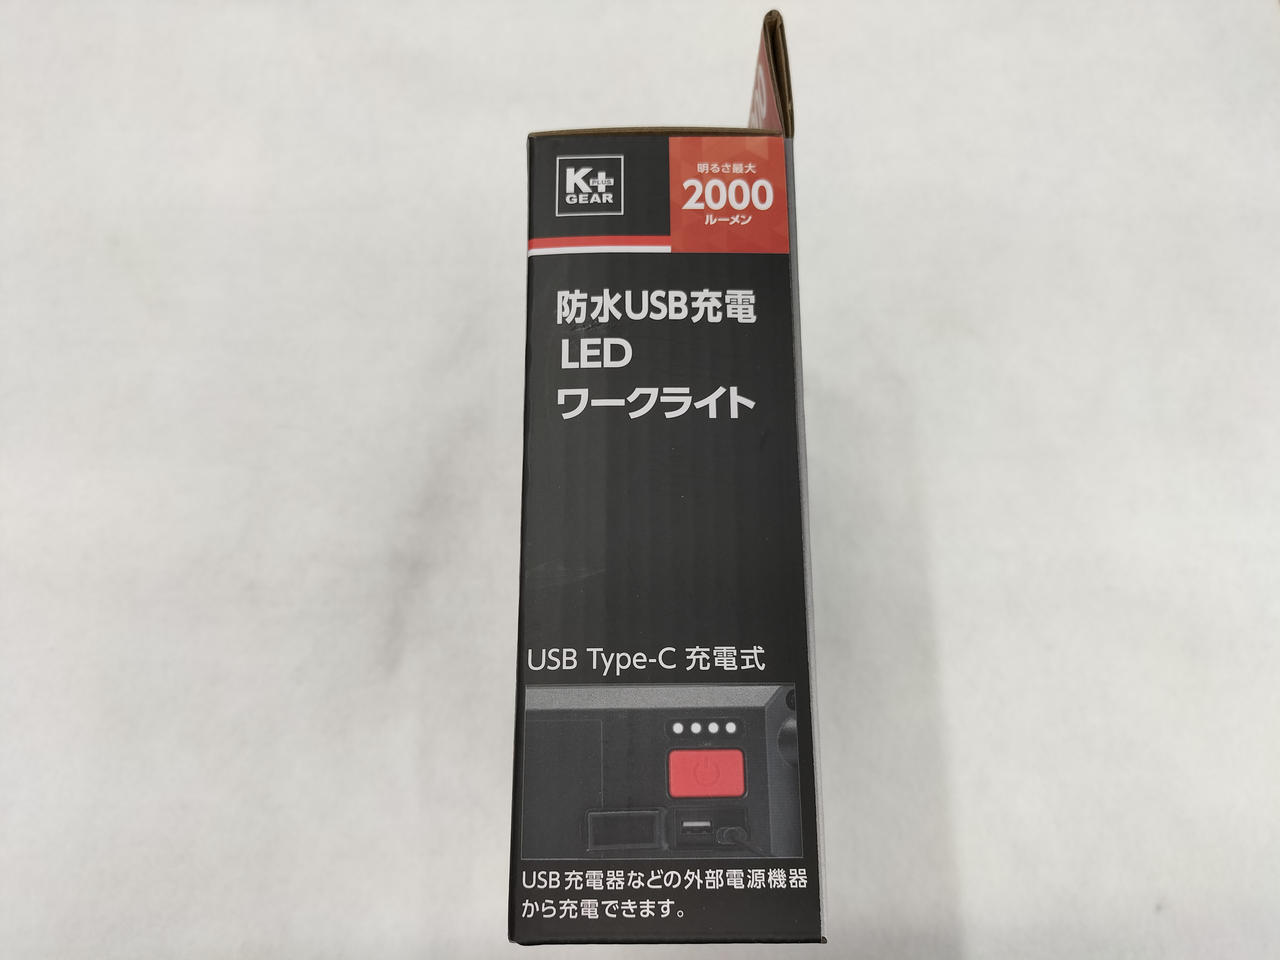 K+
PLUS
GEAR
明るさ最大
2000
ルーメン
防水USB充電
LED
ワークライト
USB Type-C 充電式
USB充電器などの外部電源機器
から充電できます。